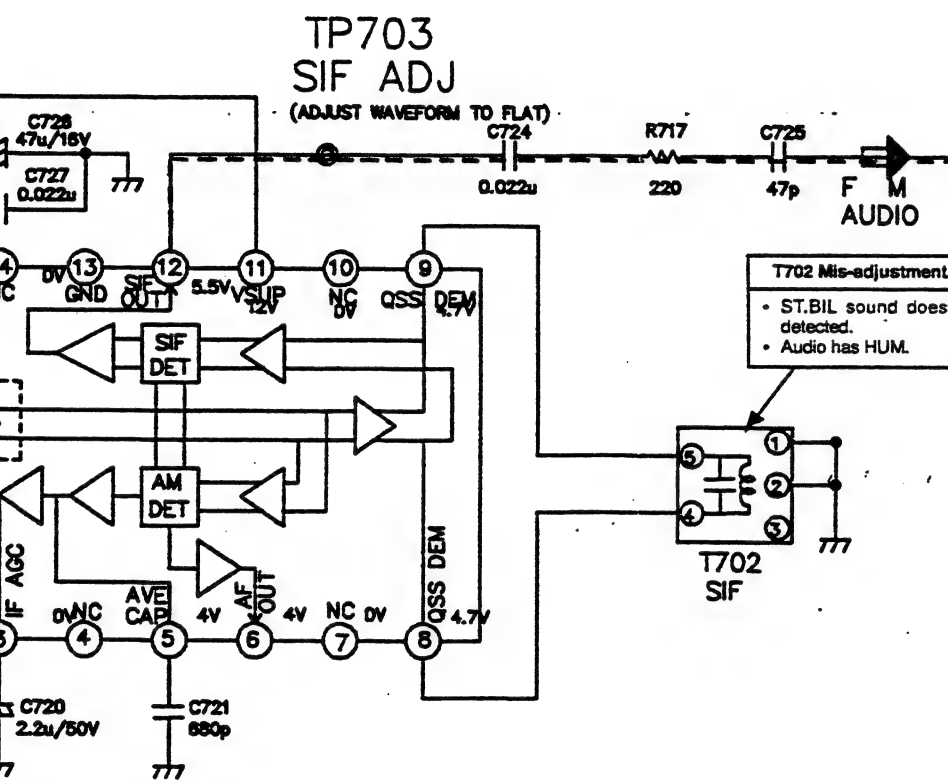 TP703
SIF ADJ
(ADJUST WAVEFORM TO FLAT)
C726
47u/16V
C727
0.022u
C724
0.022u
R717
220
C725
47p
F M
AUDIO
4
13
12
11
10
9
0V
GND
SIF
OUT
5.5V
VSUP
12V
NC
0V
QSS DEM
4.7V
T702 Mis-adjustment
• ST.BIL sound does
detected.
• Audio has HUM.
SIF
DET
AM
DET
5
4
1
2
3
T702
SIF
IF AGC
0V
NC
AVE
CAP
4V
AF
OUT
4V
NC
0V
QSS DEM
4.7V
4
5
6
7
8
C720
2.2u/50V
C721
680p